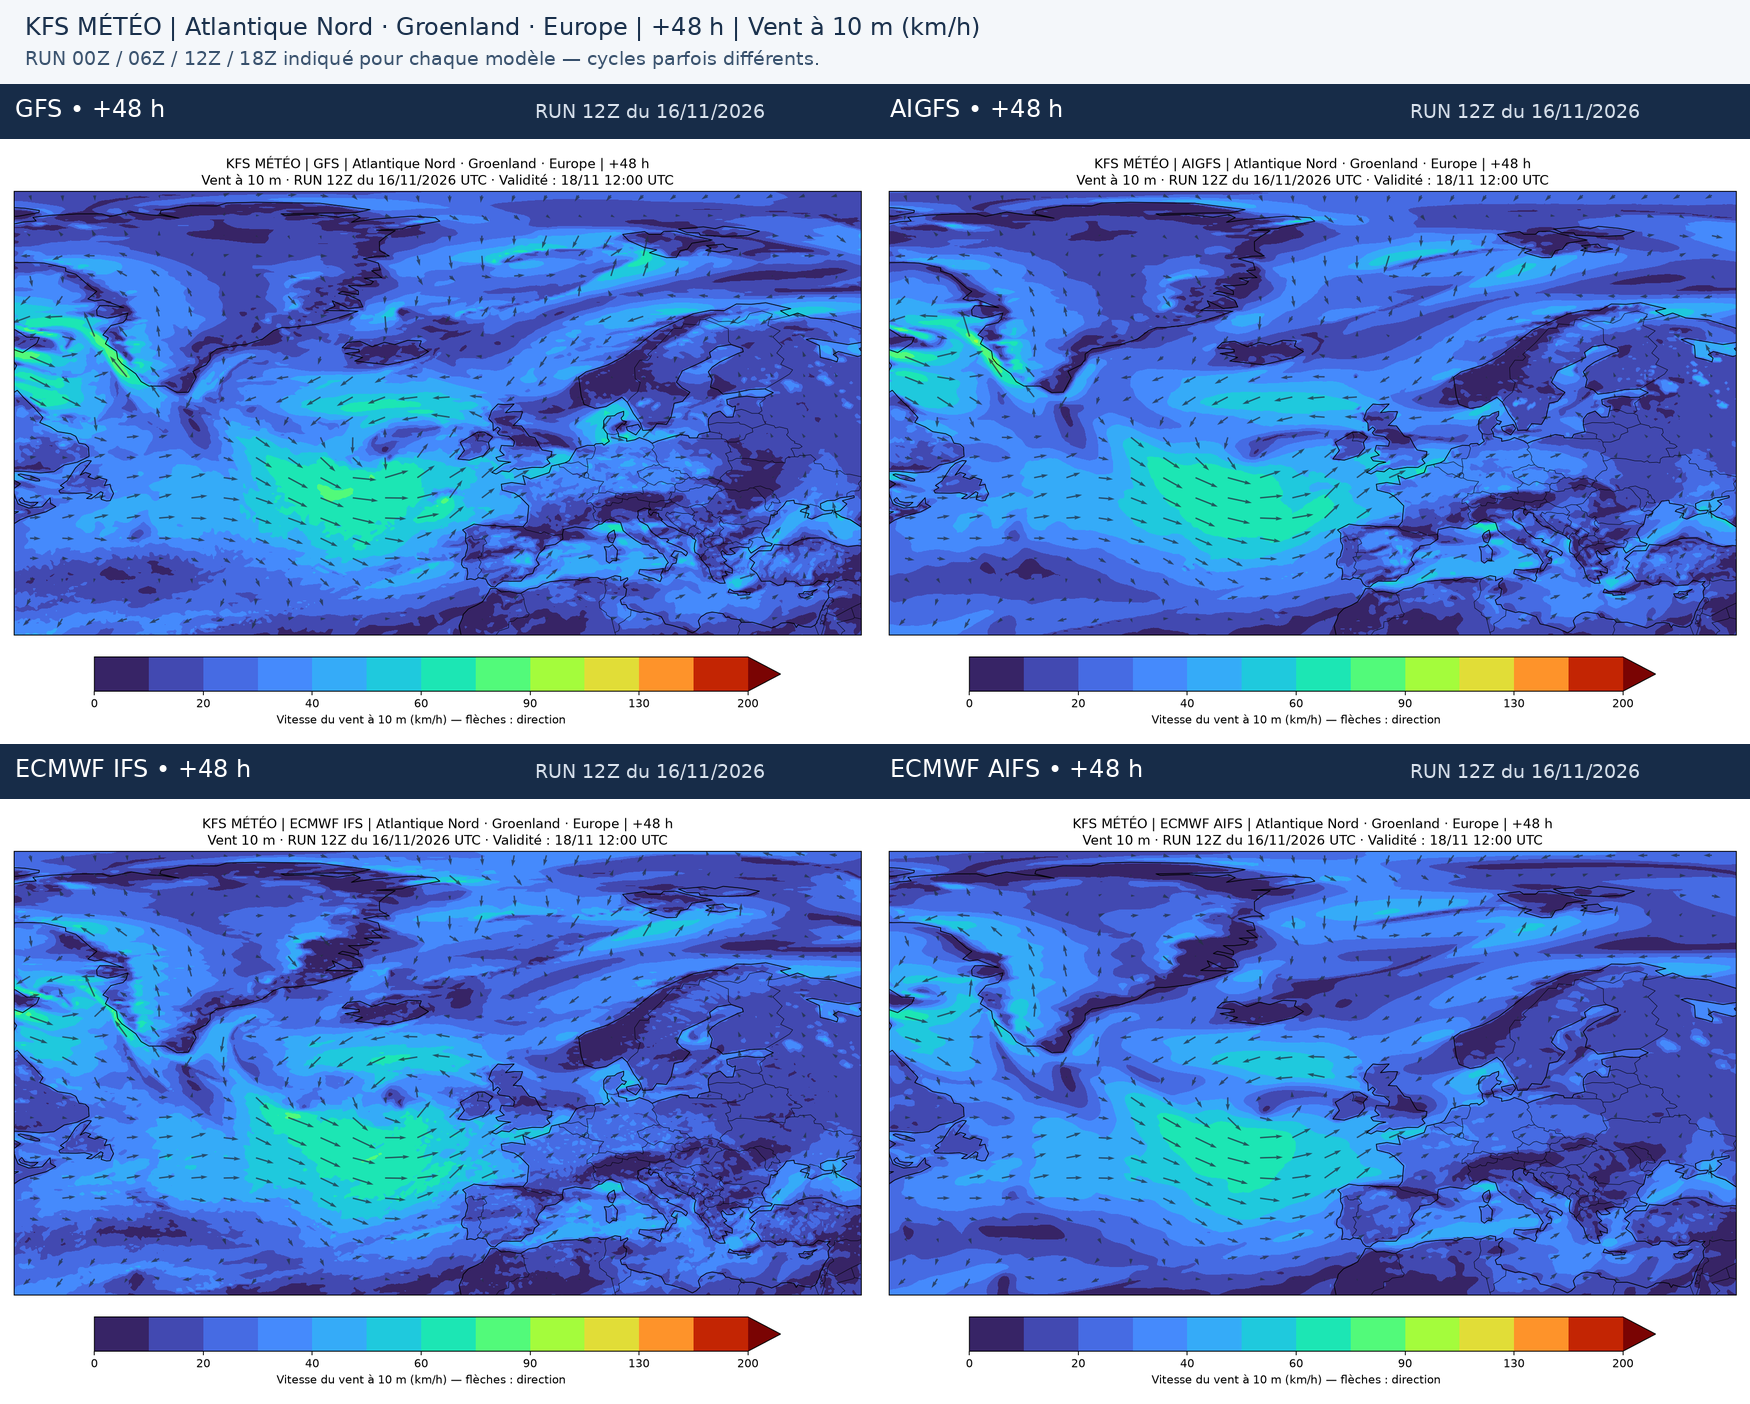 KFS MÉTÉO | Atlantique Nord · Groenland · Europe | +48 h | Vent à 10 m (km/h)
RUN 00Z / 06Z / 12Z / 18Z indiqué pour chaque modèle — cycles parfois différents.
GFS • +48 h
RUN 12Z du 16/11/2026
KFS MÉTÉO | GFS | Atlantique Nord · Groenland · Europe | +48 h
Vent à 10 m · RUN 12Z du 16/11/2026 UTC · Validité : 18/11 12:00 UTC
0 20 40 60 90 130 200
Vitesse du vent à 10 m (km/h) — flèches : direction
AIGFS • +48 h
RUN 12Z du 16/11/2026
KFS MÉTÉO | AIGFS | Atlantique Nord · Groenland · Europe | +48 h
Vent à 10 m · RUN 12Z du 16/11/2026 UTC · Validité : 18/11 12:00 UTC
0 20 40 60 90 130 200
Vitesse du vent à 10 m (km/h) — flèches : direction
ECMWF IFS • +48 h
RUN 12Z du 16/11/2026
KFS MÉTÉO | ECMWF IFS | Atlantique Nord · Groenland · Europe | +48 h
Vent 10 m · RUN 12Z du 16/11/2026 UTC · Validité : 18/11 12:00 UTC
0 20 40 60 90 130 200
Vitesse du vent à 10 m (km/h) — flèches : direction
ECMWF AIFS • +48 h
RUN 12Z du 16/11/2026
KFS MÉTÉO | ECMWF AIFS | Atlantique Nord · Groenland · Europe | +48 h
Vent 10 m · RUN 12Z du 16/11/2026 UTC · Validité : 18/11 12:00 UTC
0 20 40 60 90 130 200
Vitesse du vent à 10 m (km/h) — flèches : direction